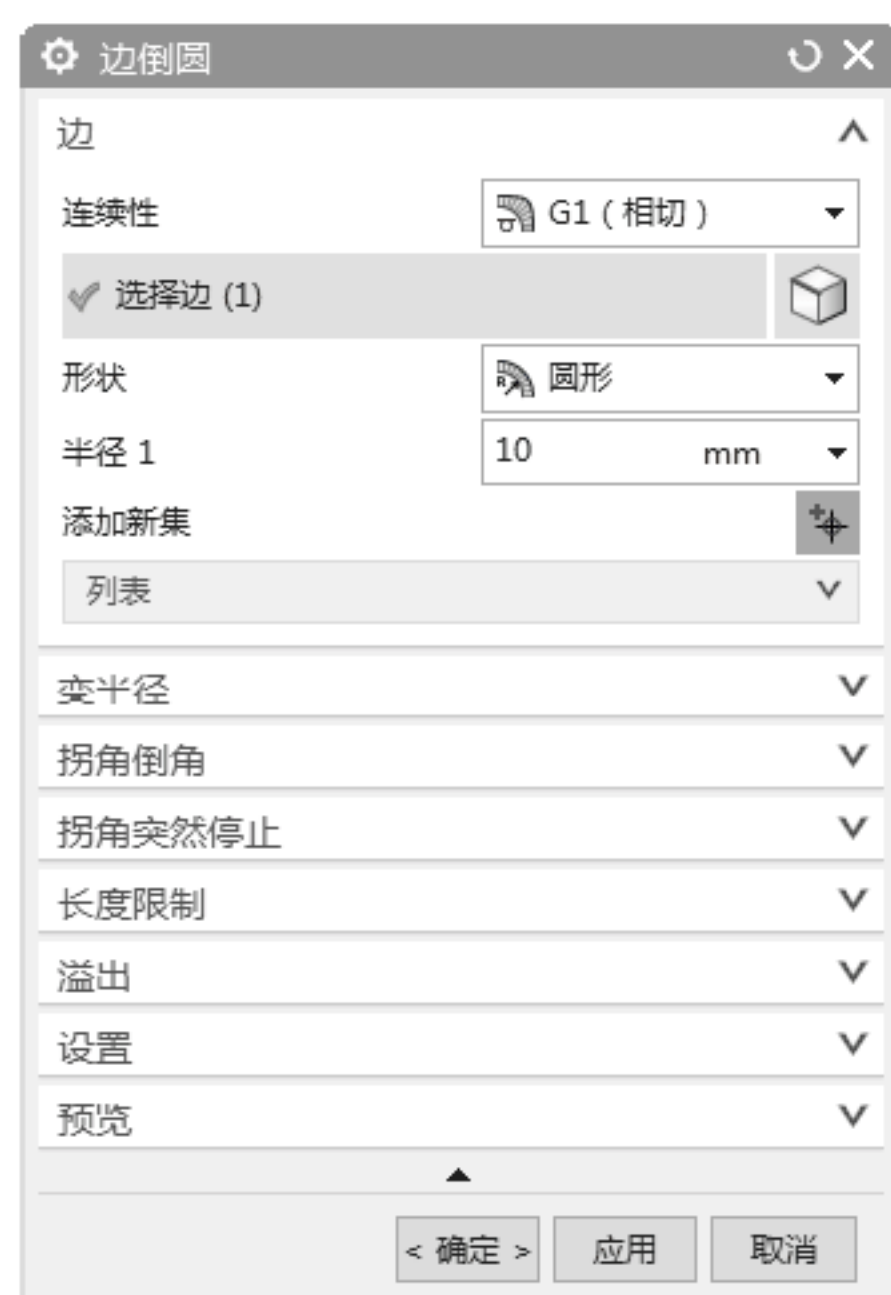 边倒圆
边
连续性 G1（相切）
选择边 (1)
形状 圆形
半径 1 10 mm
添加新集
列表
变半径
拐角倒角
拐角突然停止
长度限制
溢出
设置
预览
< 确定 > 应用 取消